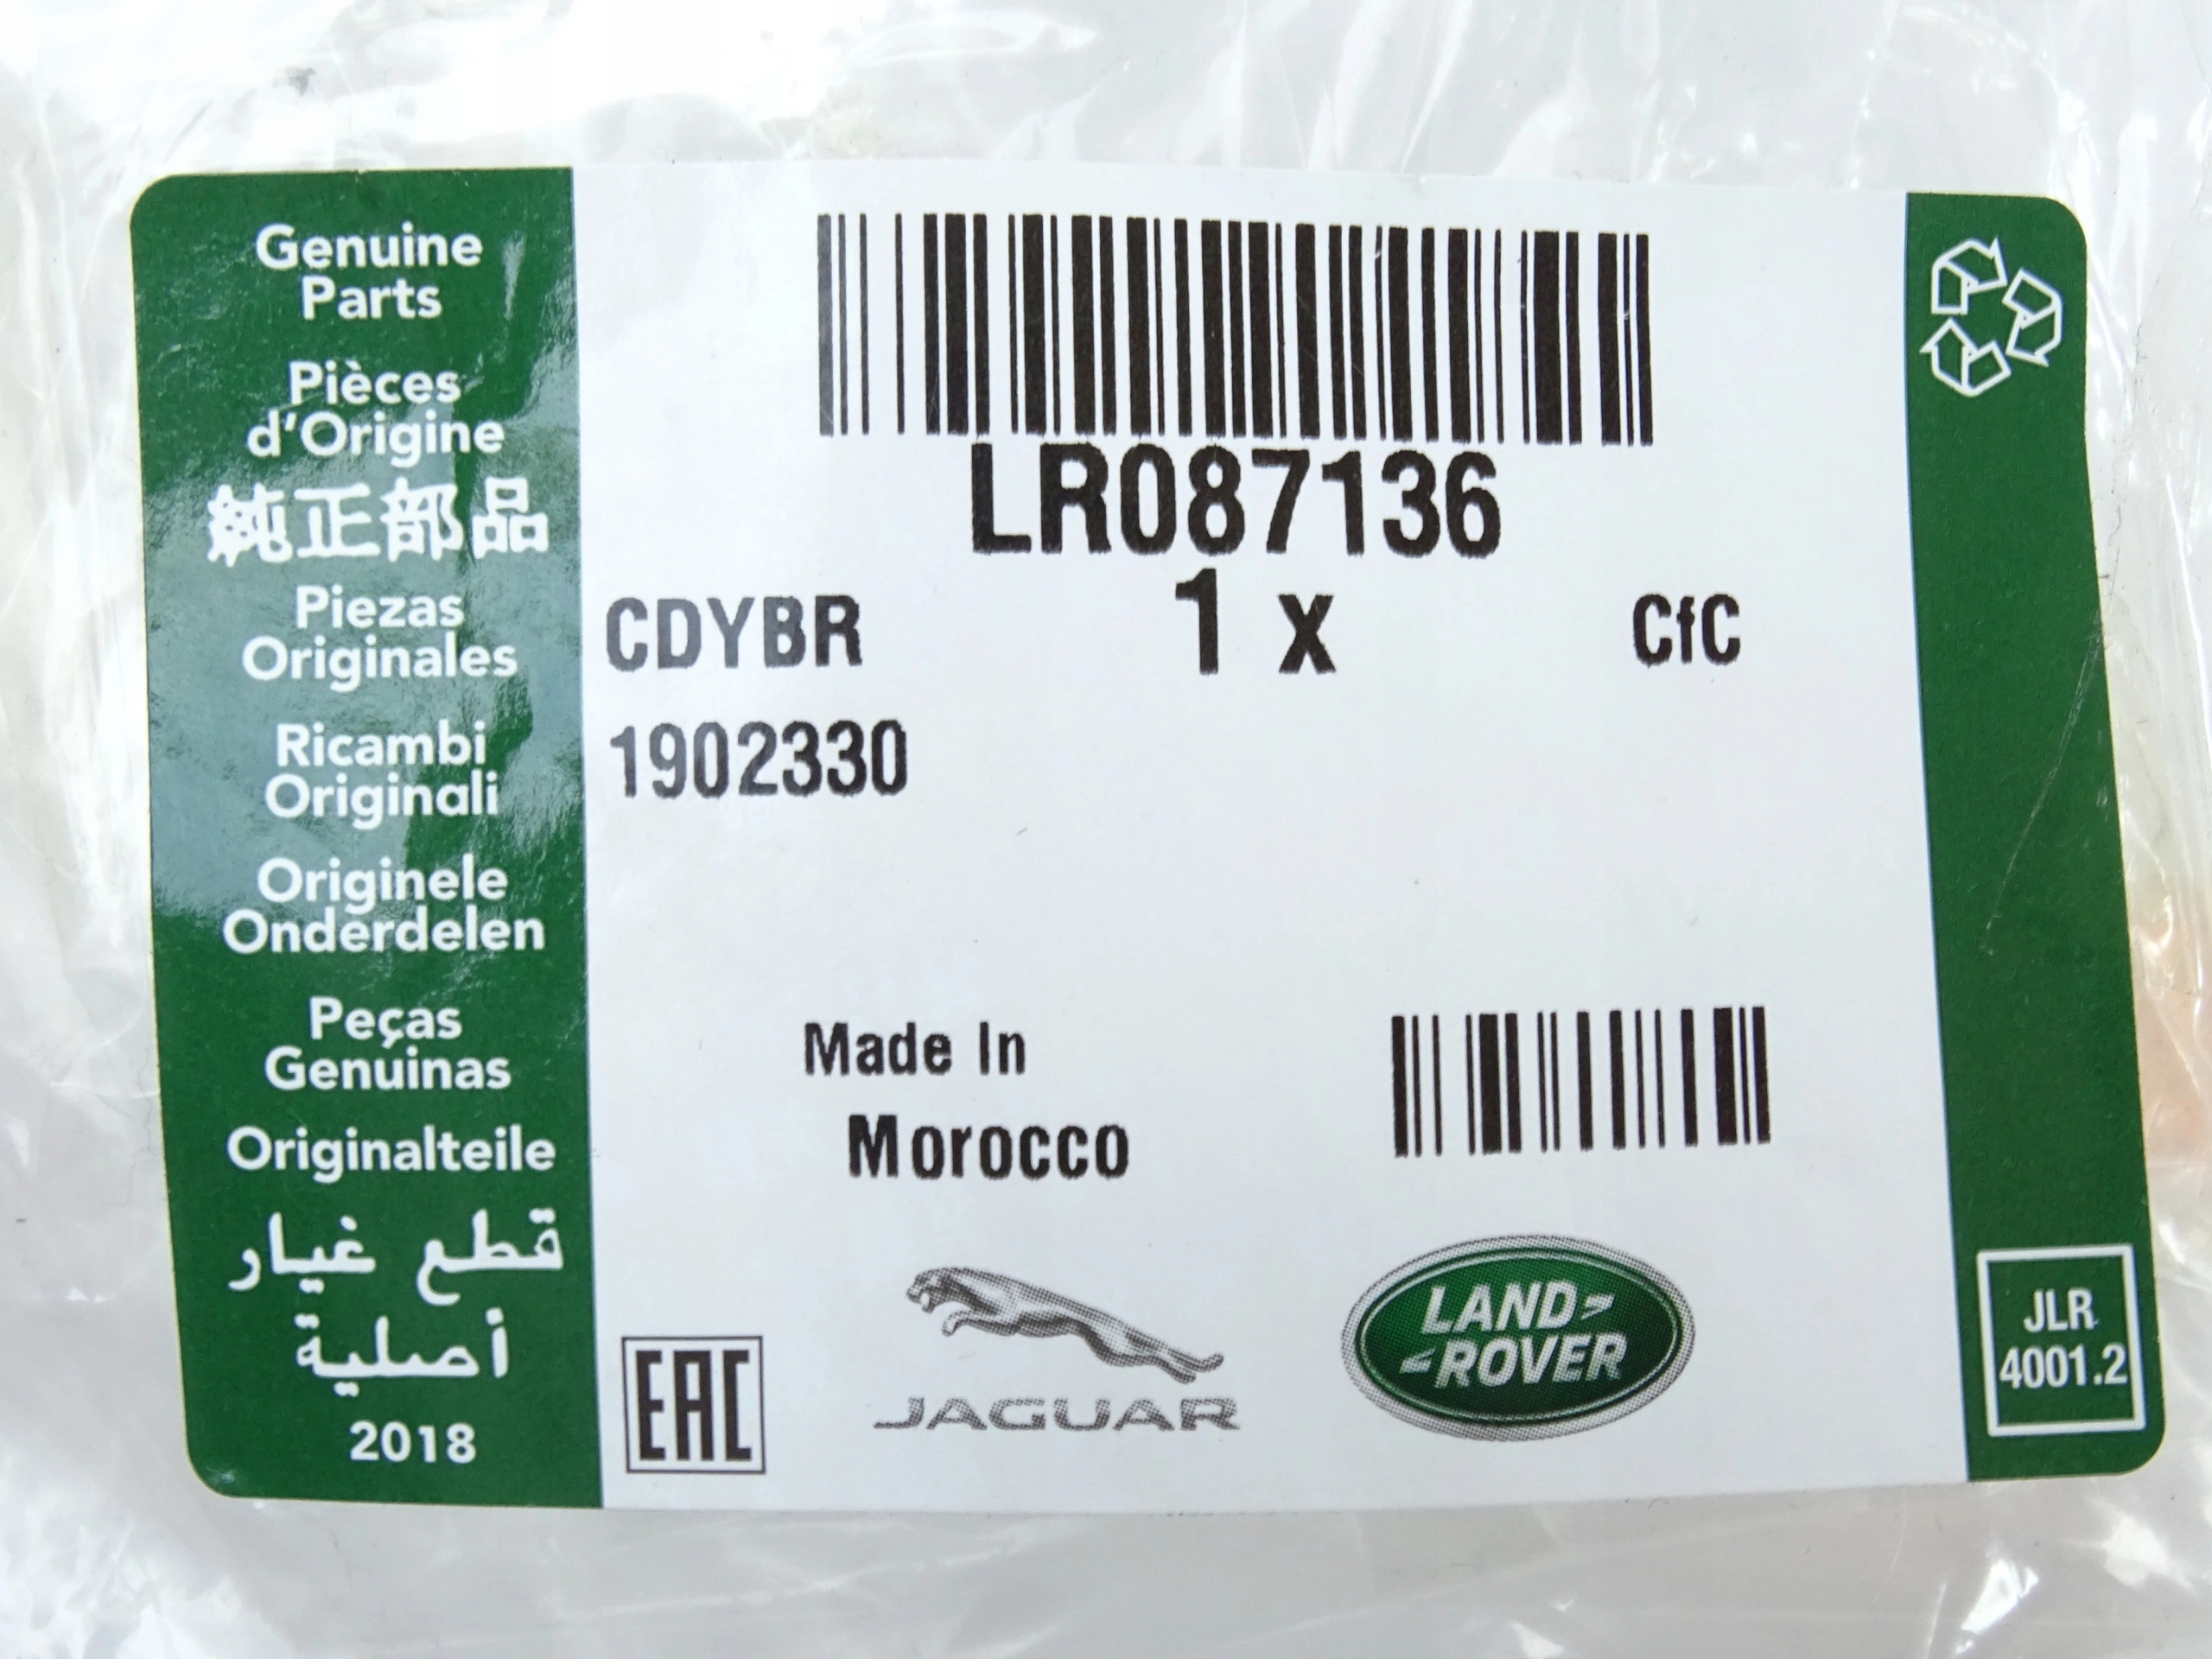 Genuine
Parts
Pièces
d'Origine
純正部品
Piezas
Originales
Ricambi
Originali
Originele
Onderdelen
Peças
Genuinas
Originalteile
قطع غيار
أصلية
2018
LR087136
CDYBR 1 x CfC
1902330
Made In
Morocco
EAC
JAGUAR
LAND-
-ROVER
JLR
4001.2